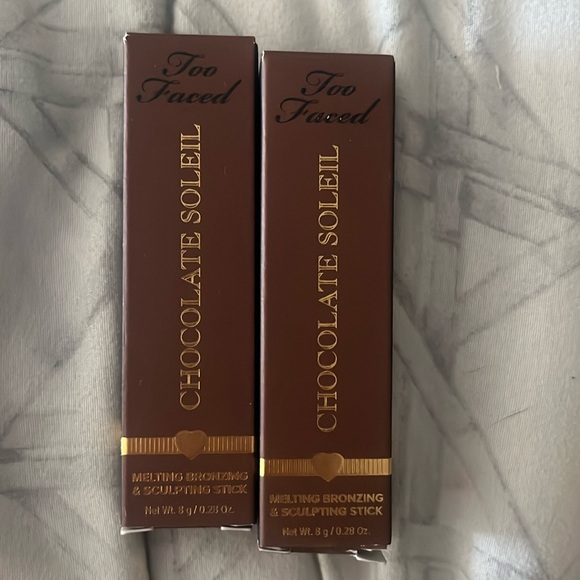 Too
Faced
CHOCOLATE SOLEIL
MELTING BRONZING
& SCULPTING STICK
Net Wt. 8 g / 0.28 Oz.
Too
Faced
CHOCOLATE SOLEIL
MELTING BRONZING
& SCULPTING STICK
Net Wt. 8 g / 0.28 Oz.